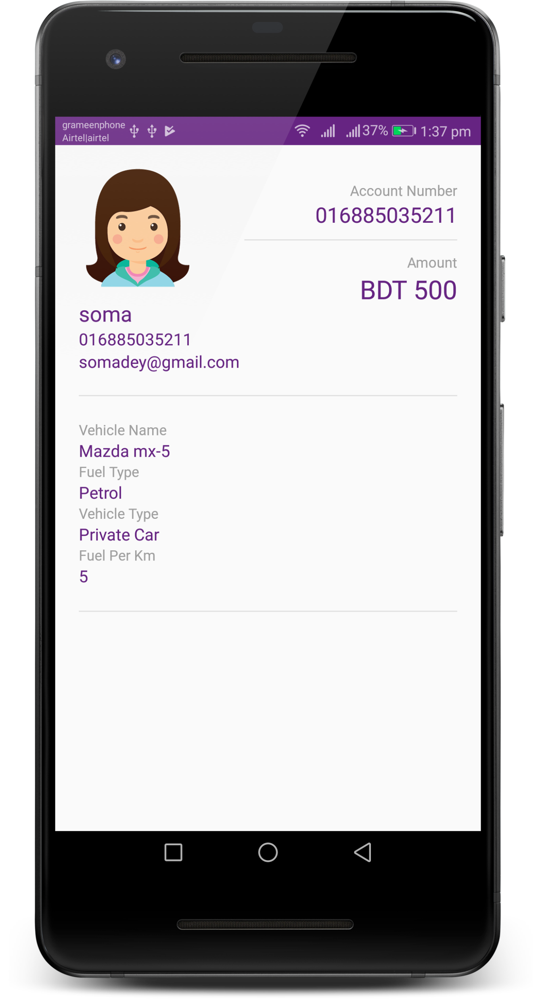 grameenphone
Airtel|airtel
37% 1:37 pm
Account Number
016885035211
Amount
BDT 500
soma
016885035211
somadey@gmail.com
Vehicle Name
Mazda mx-5
Fuel Type
Petrol
Vehicle Type
Private Car
Fuel Per Km
5